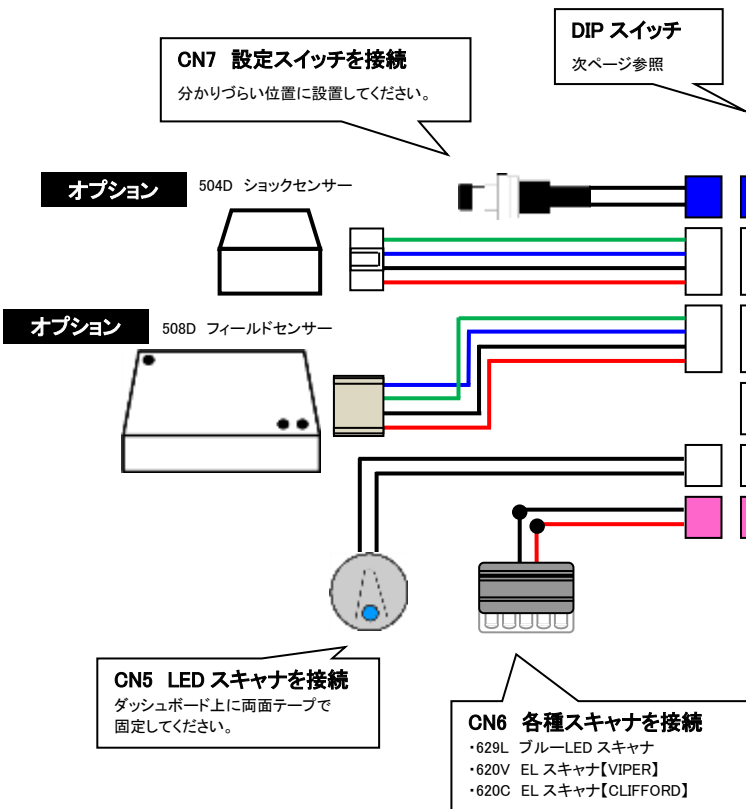 DIP スイッチ
次ページ参照
CN7 設定スイッチを接続
分かりづらい位置に設置してください。
オプション
504D ショックセンサー
オプション
508D フィールドセンサー
CN5 LED スキャナを接続
ダッシュボード上に両面テープで
固定してください。
CN6 各種スキャナを接続
・629L ブルーLED スキャナ
・620V EL スキャナ【VIPER】
・620C EL スキャナ【CLIFFORD】